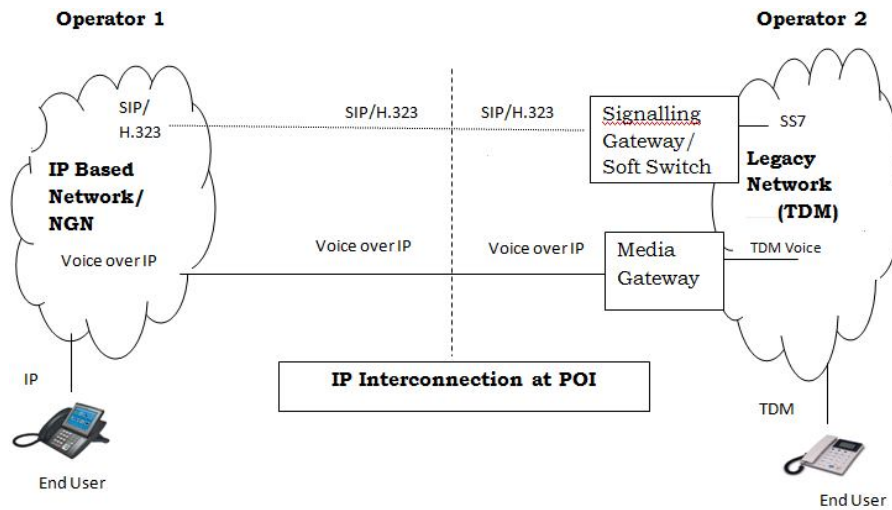 Operator 1
Operator 2
SIP/
H.323
SIP/H.323
SIP/H.323
Signalling
Gateway/
Soft Switch
SS7
IP Based
Network/
NGN
Legacy
Network
(TDM)
Voice over IP
Voice over IP
Voice over IP
Media
Gateway
TDM Voice
IP Interconnection at POI
IP
TDM
End User
End User